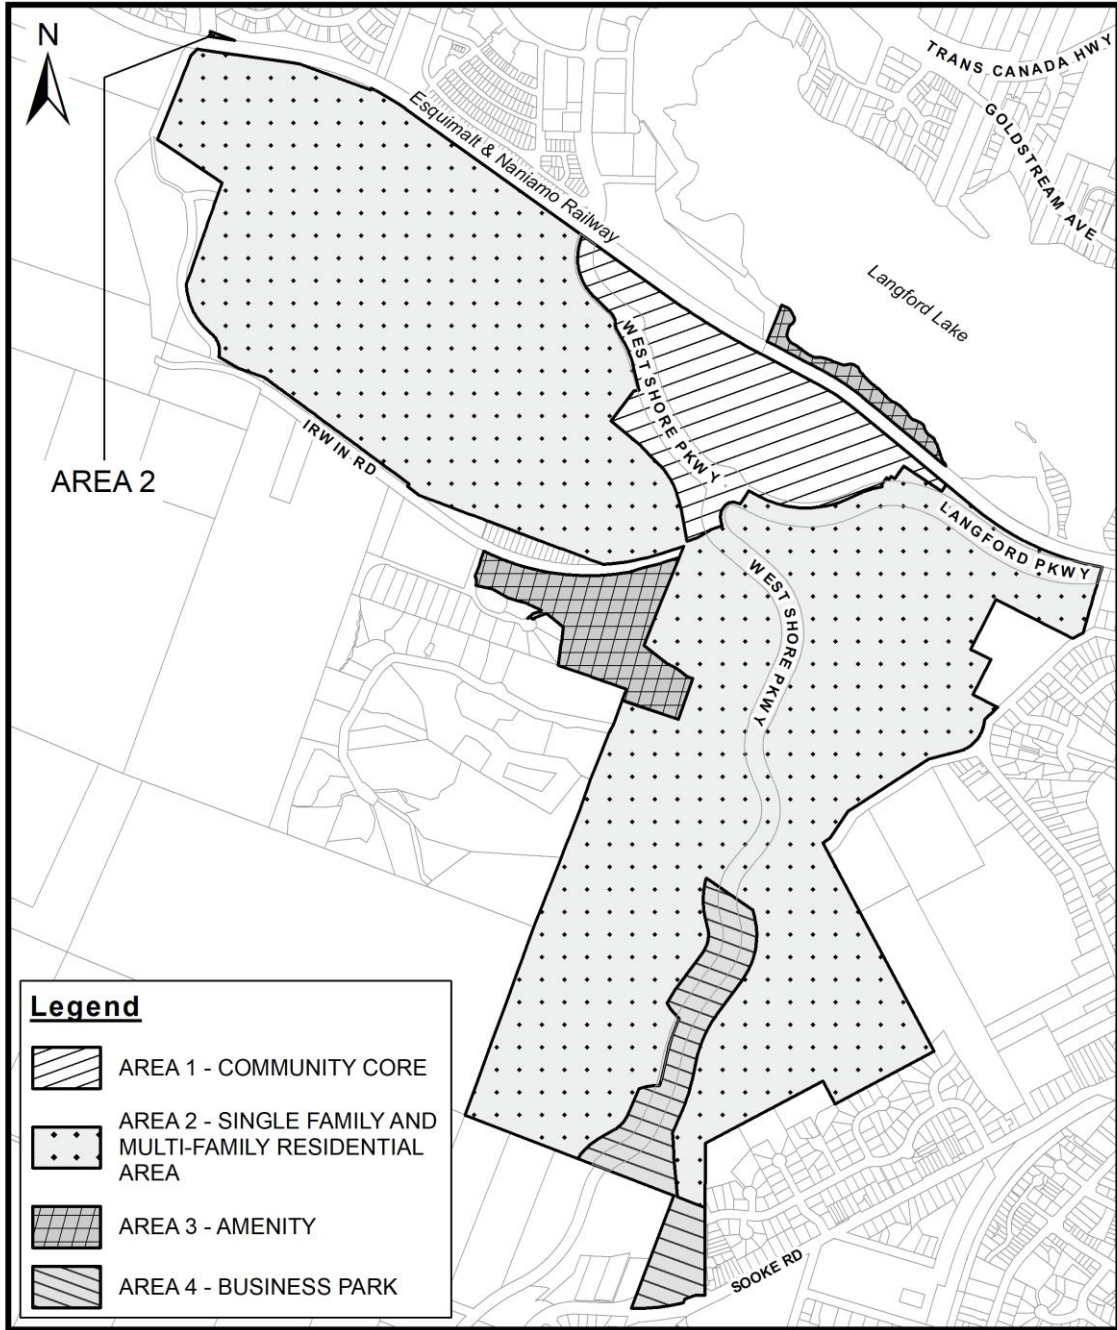 N
TRANS CANADA HWY
GOLDSTREAM AVE
Esquimalt & Naniamo Railway
Langford Lake
WEST SHORE PKWY
IRWIN RD
AREA 2
LANGFORD PKWY
WEST SHORE PKWY
Legend
AREA 1 - COMMUNITY CORE
AREA 2 - SINGLE FAMILY AND
MULTI-FAMILY RESIDENTIAL
AREA
AREA 3 - AMENITY
AREA 4 - BUSINESS PARK
SOOKE RD